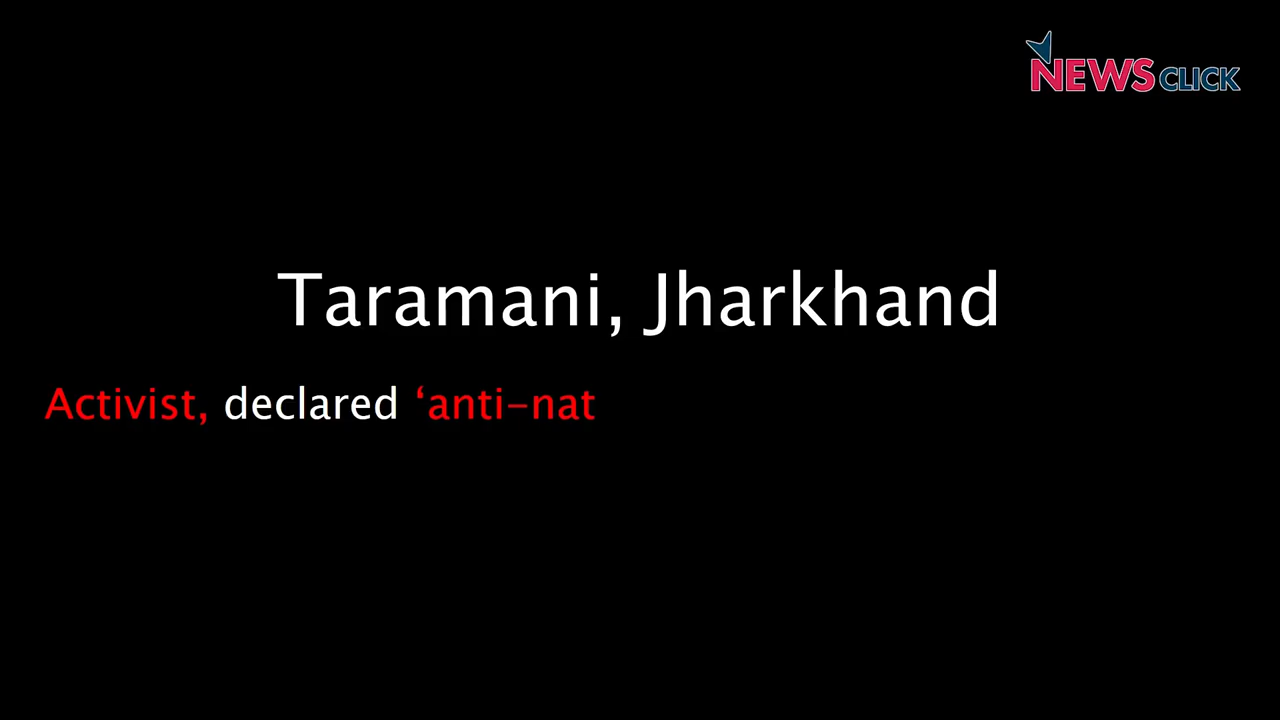 NEWSCLICK
Taramani, Jharkhand
Activist, declared ‘anti-nat